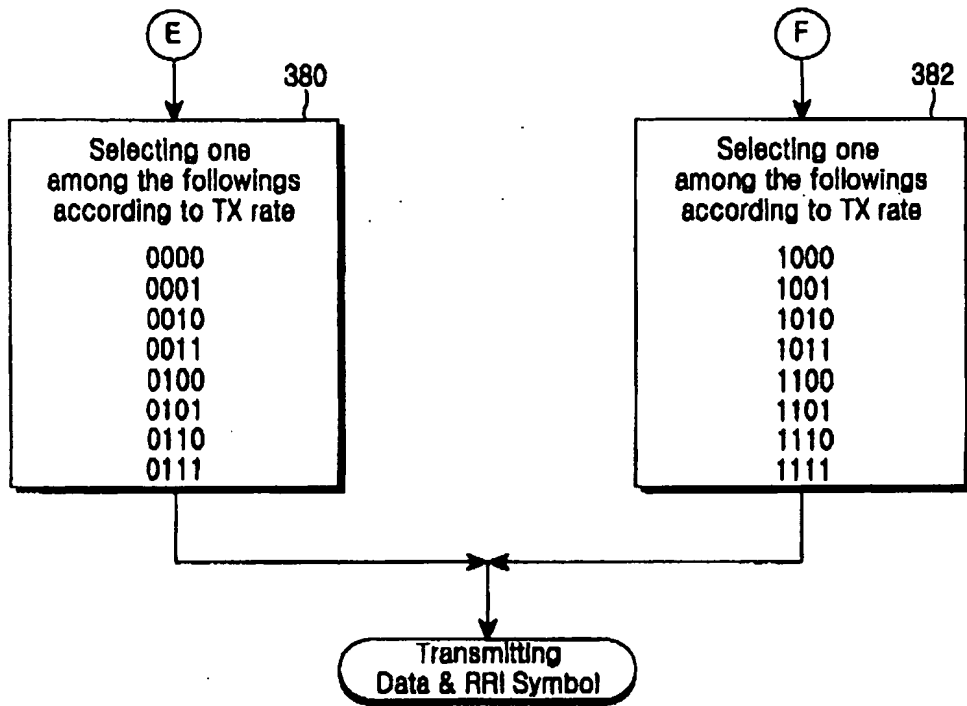 E
380
Selecting one
among the followings
according to TX rate
0000
0001
0010
0011
0100
0101
0110
0111
F
382
Selecting one
among the followings
according to TX rate
1000
1001
1010
1011
1100
1101
1110
1111
Transmitting
Data & RRI Symbol